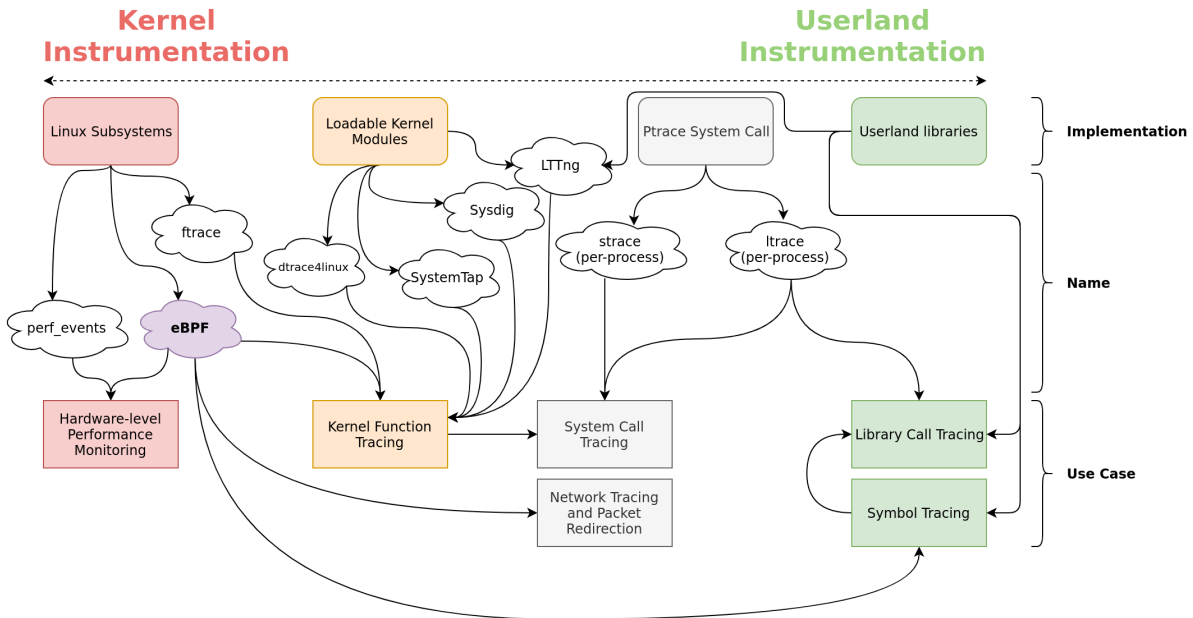 Kernel
Instrumentation
Userland
Instrumentation
Linux Subsystems
Loadable Kernel
Modules
Ptrace System Call
Userland libraries
Implementation
LTTng
Sysdig
ftrace
dtrace4linux
SystemTap
strace
(per-process)
ltrace
(per-process)
Name
perf_events
eBPF
Hardware-level
Performance
Monitoring
Kernel Function
Tracing
System Call
Tracing
Library Call Tracing
Use Case
Network Tracing
and Packet
Redirection
Symbol Tracing